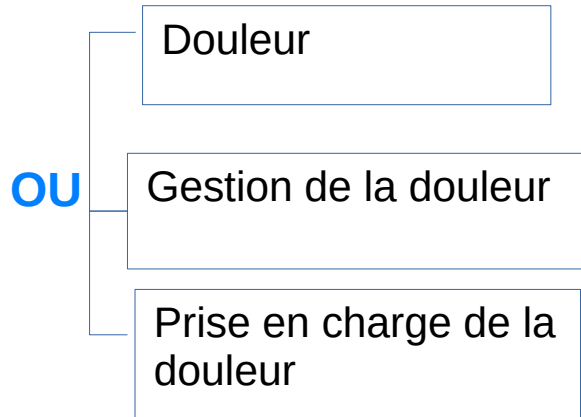 Douleur
OU
Gestion de la douleur
Prise en charge de la
douleur